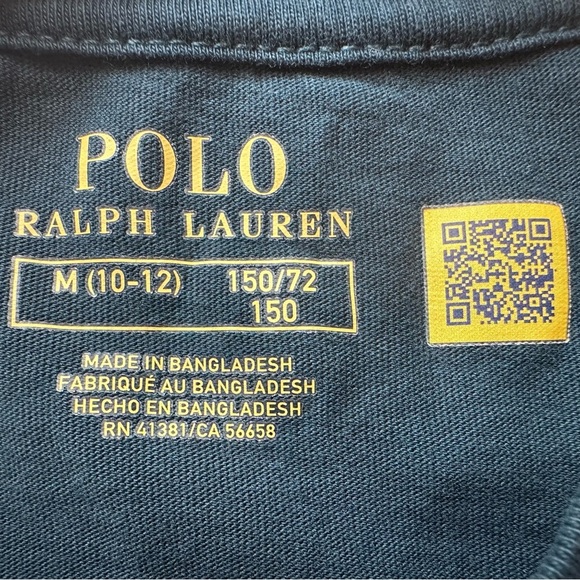 POLO
RALPH LAUREN
M (10-12) 150/72
150
MADE IN BANGLADESH
FABRIQUÉ AU BANGLADESH
HECHO EN BANGLADESH
RN 41381/CA 56658